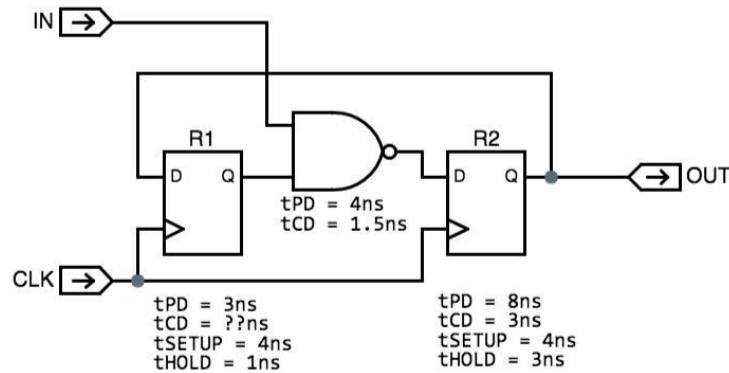 IN
R1
R2
D Q
D Q
OUT
tPD = 4ns
tCD = 1.5ns
CLK
tPD = 3ns
tCD = ??ns
tSETUP = 4ns
tHOLD = 1ns
tPD = 8ns
tCD = 3ns
tSETUP = 4ns
tHOLD = 3ns